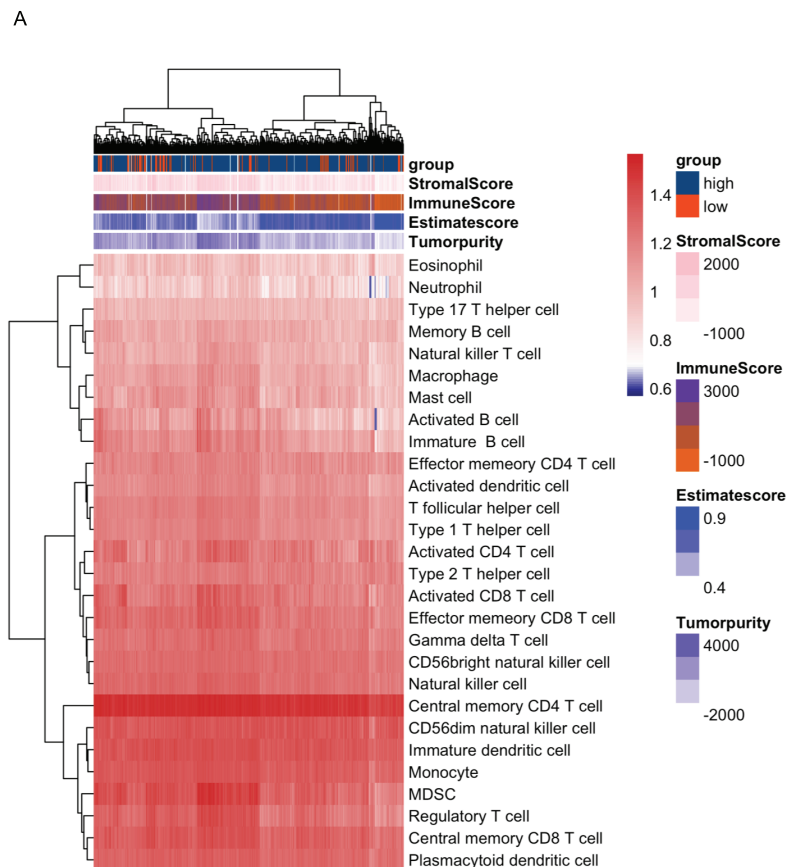 A
group
StromalScore
ImmuneScore
Estimatescore
Tumorpurity
Eosinophil
Neutrophil
Type 17 T helper cell
Memory B cell
Natural killer T cell
Macrophage
Mast cell
Activated B cell
Immature B cell
Effector memeory CD4 T cell
Activated dendritic cell
T follicular helper cell
Type 1 T helper cell
Activated CD4 T cell
Type 2 T helper cell
Activated CD8 T cell
Effector memeory CD8 T cell
Gamma delta T cell
CD56bright natural killer cell
Natural killer cell
Central memory CD4 T cell
CD56dim natural killer cell
Immature dendritic cell
Monocyte
MDSC
Regulatory T cell
Central memory CD8 T cell
Plasmacytoid dendritic cell
1.4
1.2
1
0.8
0.6
group
high
low
StromalScore
2000
-1000
ImmuneScore
3000
-1000
Estimatescore
0.9
0.4
Tumorpurity
4000
-2000